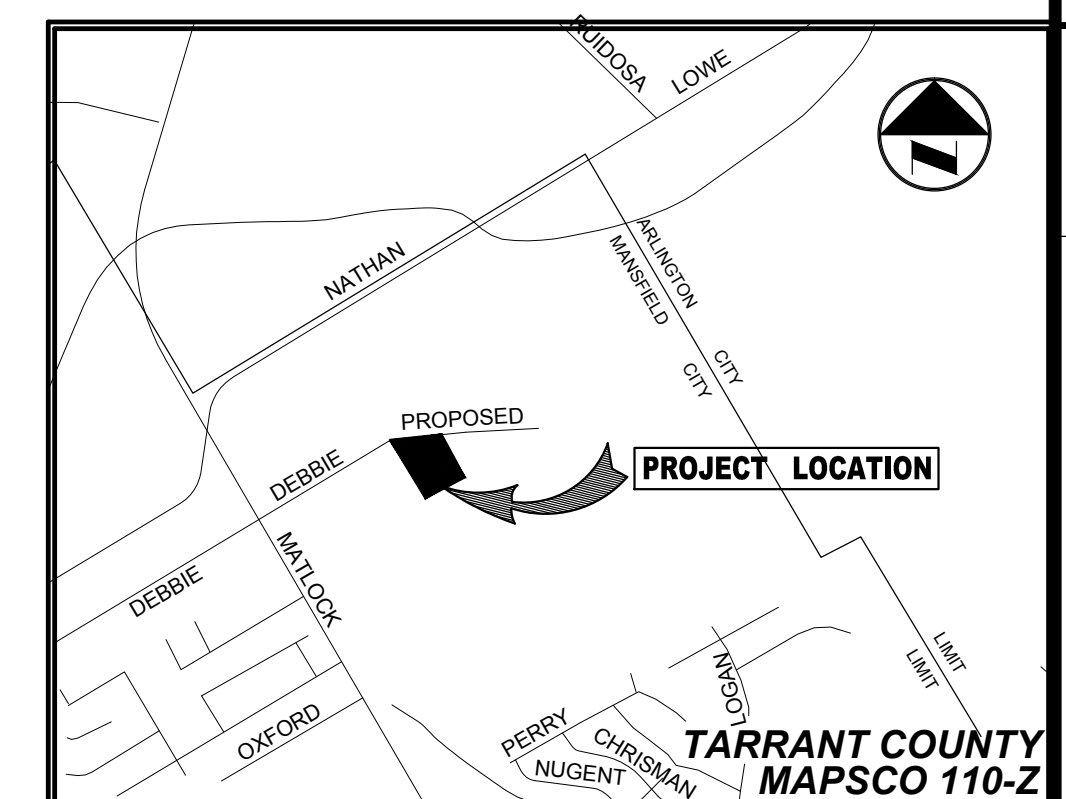 RUIDOSA
LOWE
N
NATHAN
ARLINGTON
MANSFIELD
CITY
CITY
PROPOSED
DEBBIE
PROJECT LOCATION
MATLOCK
DEBBIE
LIMIT
LIMIT
LOGAN
OXFORD
PERRY
CHRISMAN
NUGENT
TARRANT COUNTY
MAPSCO 110-Z